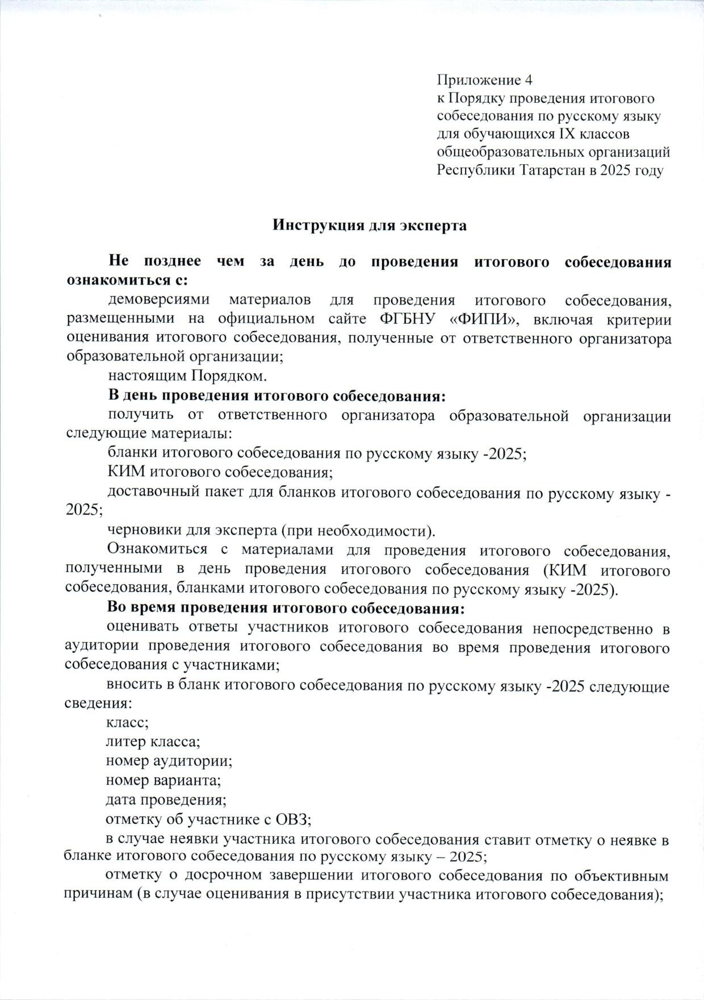 Приложение 4
к Порядку проведения итогового
собеседования по русскому языку
для обучающихся IX классов
общеобразовательных организаций
Республики Татарстан в 2025 году
Инструкция для эксперта
Не позднее чем за день до проведения итогового собеседования
ознакомиться с:
демоверсиями материалов для проведения итогового собеседования,
размещенными на официальном сайте ФГБНУ «ФИПИ», включая критерии
оценивания итогового собеседования, полученные от ответственного организатора
образовательной организации;
настоящим Порядком.
В день проведения итогового собеседования:
получить от ответственного организатора образовательной организации
следующие материалы:
бланки итогового собеседования по русскому языку -2025;
КИМ итогового собеседования;
доставочный пакет для бланков итогового собеседования по русскому языку -
2025;
черновики для эксперта (при необходимости).
Ознакомиться с материалами для проведения итогового собеседования,
полученными в день проведения итогового собеседования (КИМ итогового
собеседования, бланками итогового собеседования по русскому языку -2025).
Во время проведения итогового собеседования:
оценивать ответы участников итогового собеседования непосредственно в
аудитории проведения итогового собеседования во время проведения итогового
собеседования с участниками;
вносить в бланк итогового собеседования по русскому языку -2025 следующие
сведения:
класс;
литер класса;
номер аудитории;
номер варианта;
дата проведения;
отметку об участнике с ОВЗ;
в случае неявки участника итогового собеседования ставит отметку о неявке в
бланке итогового собеседования по русскому языку – 2025;
отметку о досрочном завершении итогового собеседования по объективным
причинам (в случае оценивания в присутствии участника итогового собеседования);